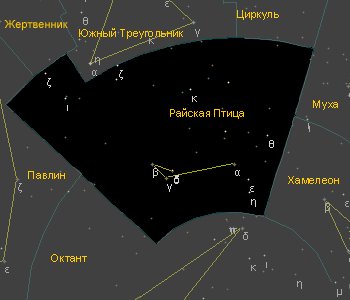 Циркуль
Жертвенник
θ
ε
γ
Южный Треугольник
η
κ
α
ζ
ζ
ι
κ
Муха
Райская Птица
ι
θ
Павлин
β
α
Хамелеон
δ
γ
ε
ζ
η
β
ε
π
δ
Октант
ε
κ
ι
η
μ